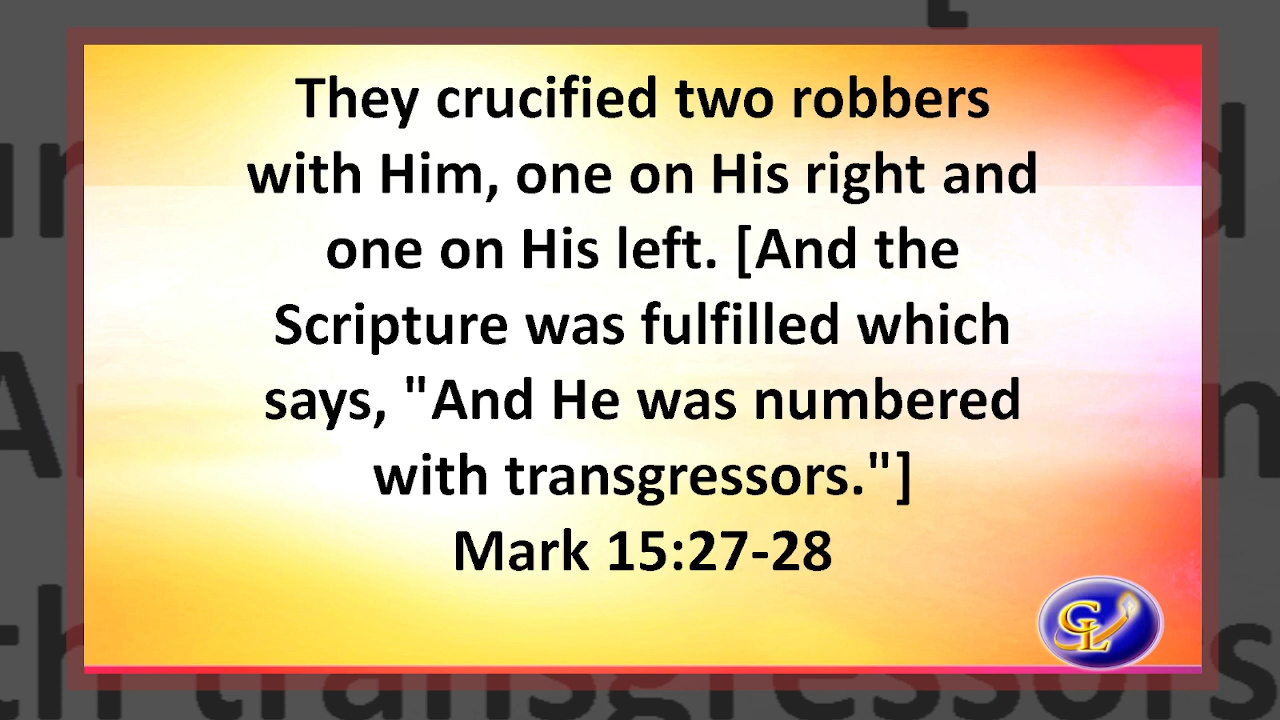 They crucified two robbers
with Him, one on His right and
one on His left. [And the
Scripture was fulfilled which
says, "And He was numbered
with transgressors."]
Mark 15:27-28
GL